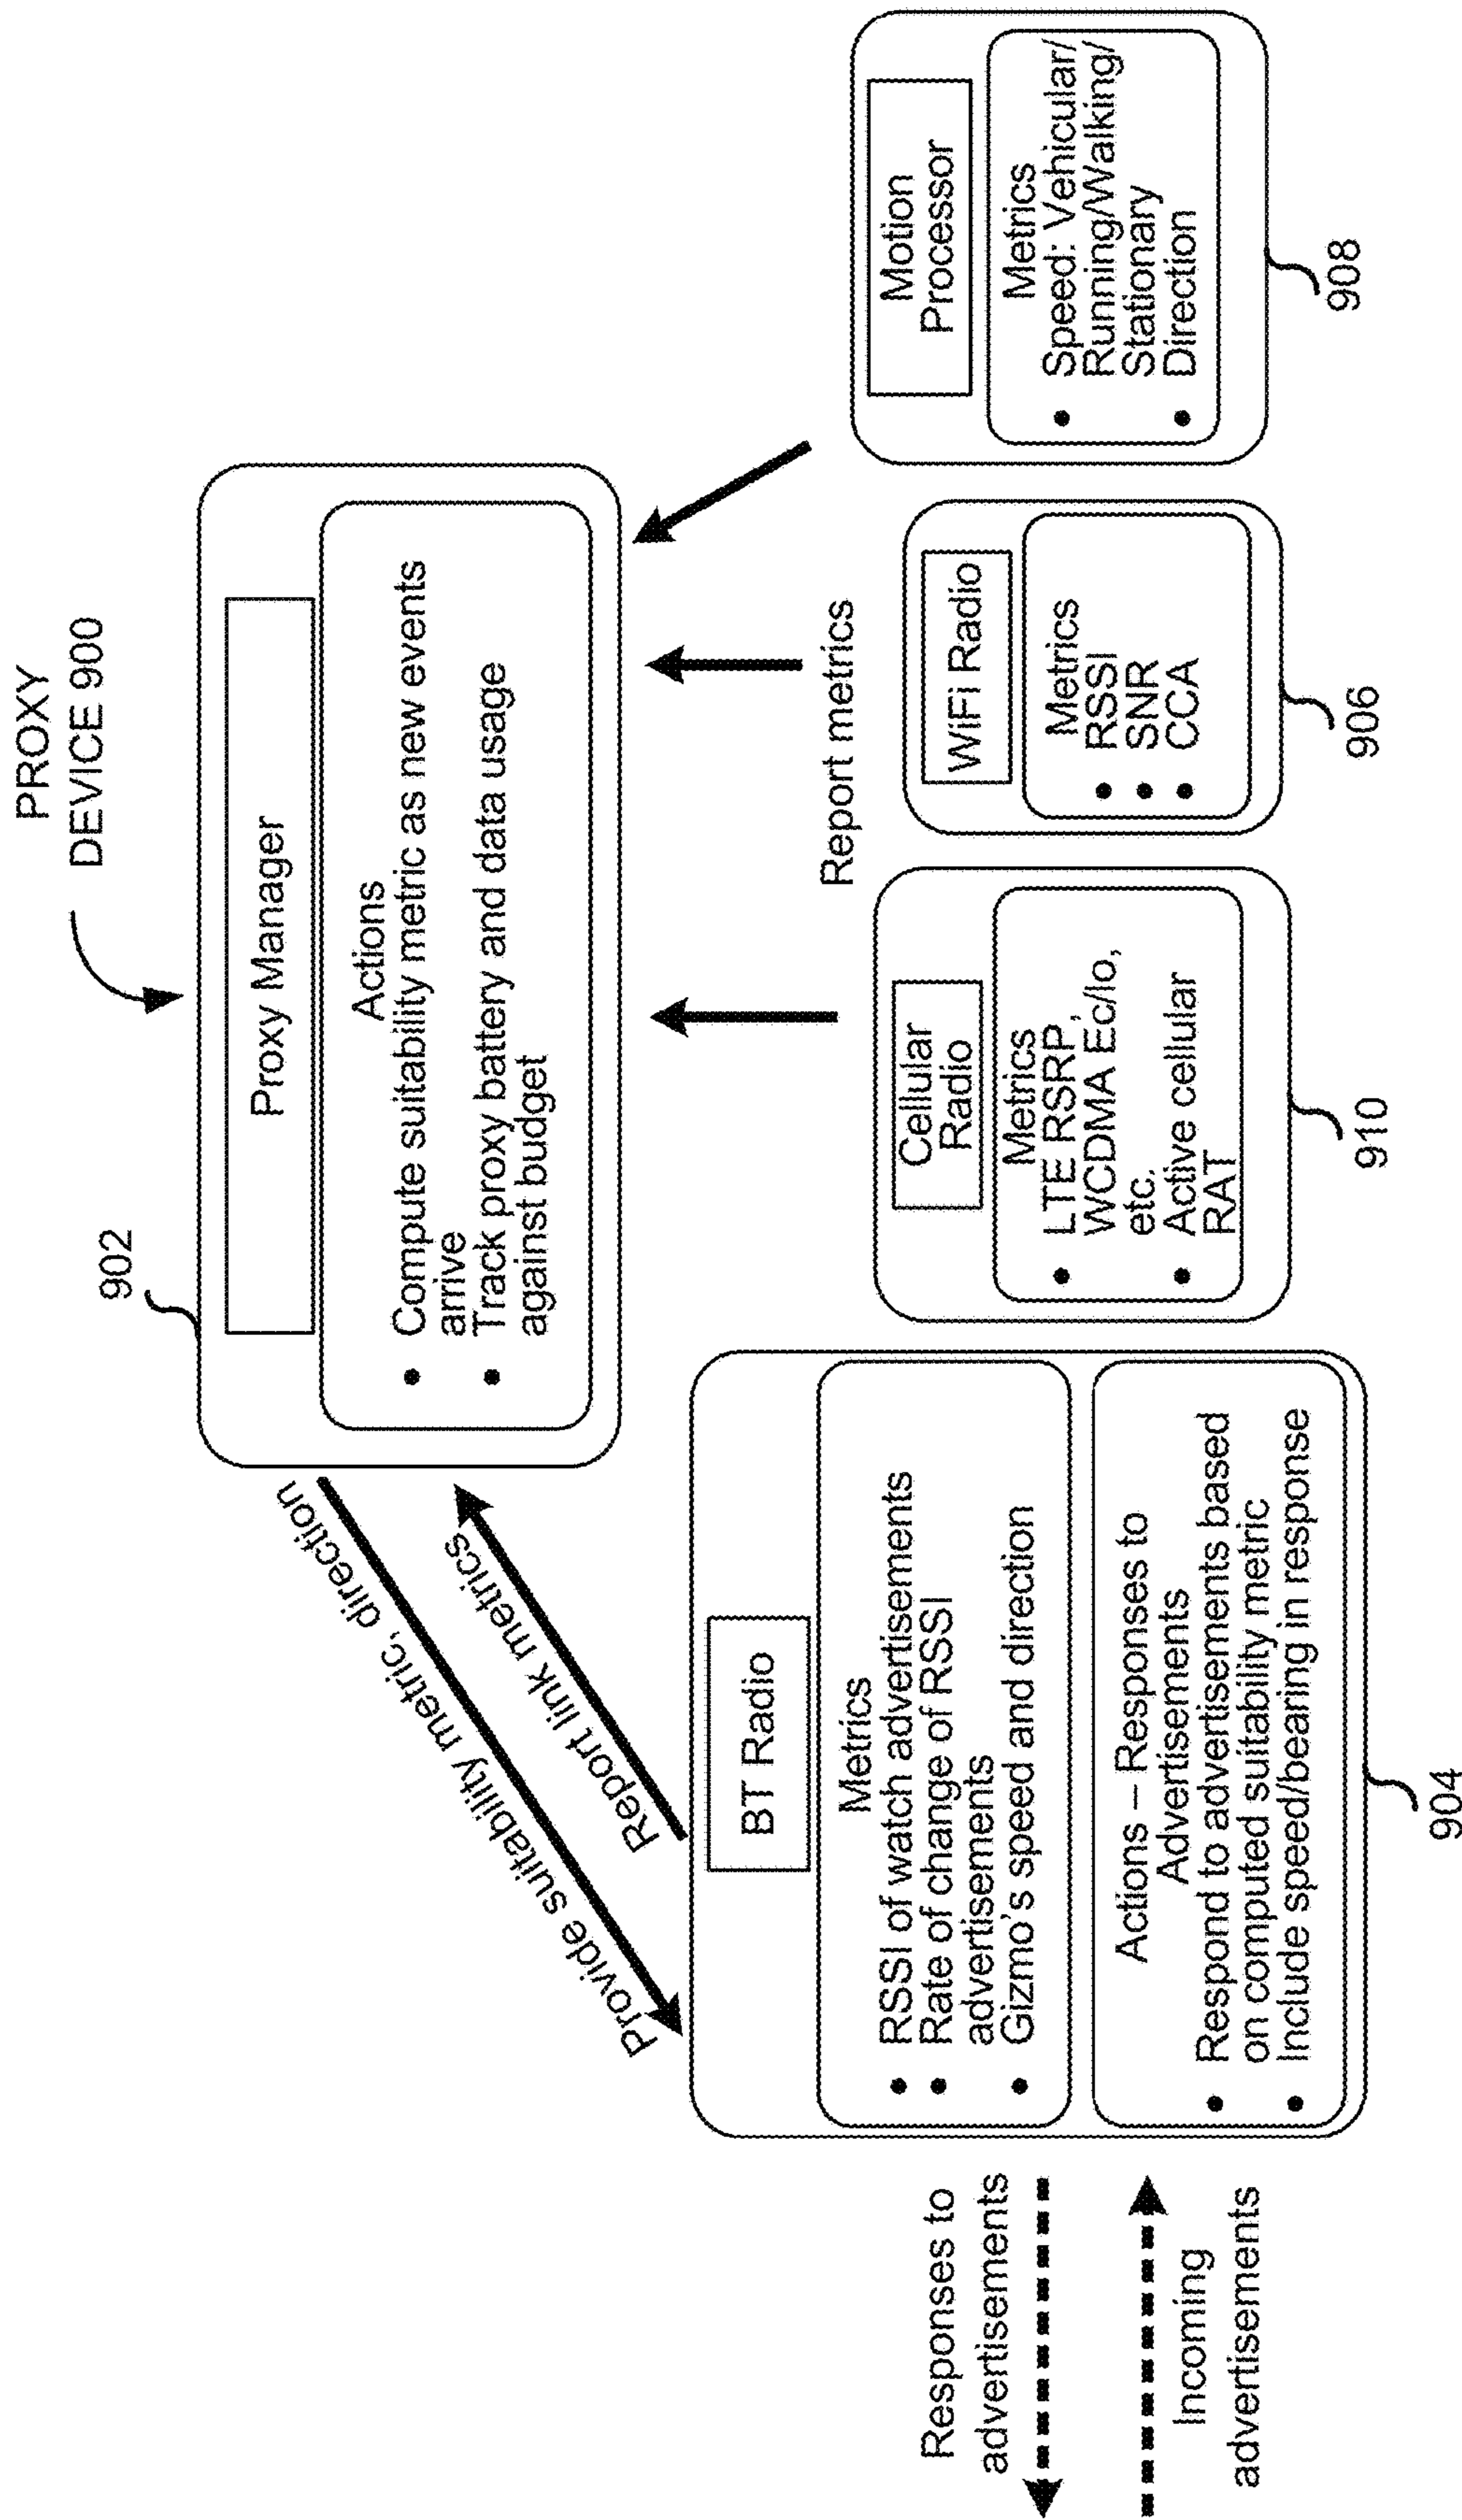 PROXY
DEVICE 900
902
Proxy Manager
Actions
• Compute suitability metric as new events
arrive
• Track proxy battery and data usage
against budget
Provide suitability metric, direction
Report link metrics
Report metrics
Responses to
advertisements
Incoming
advertisements
BT Radio
Metrics
• RSSI of watch advertisements
• Rate of change of RSSI
advertisements
• Gizmo's speed and direction
Actions – Responses to
Advertisements
• Respond to advertisements based
on computed suitability metric
• Include speed/bearing in response
904
Cellular
Radio
Metrics
• LTE RSRP,
WCDMA Ec/Io,
etc.
• Active cellular
RAT
910
WiFi Radio
Metrics
• RSSI
• SNR
• CCA
906
Motion
Processor
Metrics
• Speed: Vehicular/
Running/Walking/
Stationary
• Direction
908